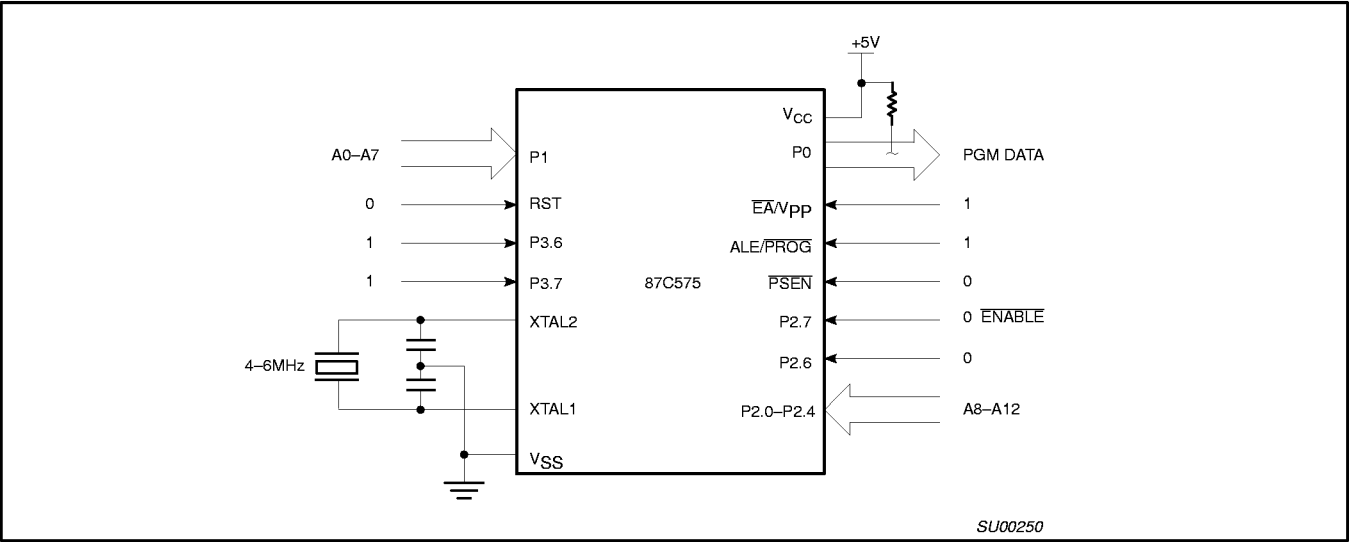 +5V
VCC
A0–A7
P1
P0
PGM DATA
0
RST
EA/VPP
1
1
P3.6
ALE/PROG
1
1
P3.7
87C575
PSEN
0
XTAL2
P2.7
0 ENABLE
4–6MHz
P2.6
0
XTAL1
P2.0–P2.4
A8–A12
VSS
SU00250